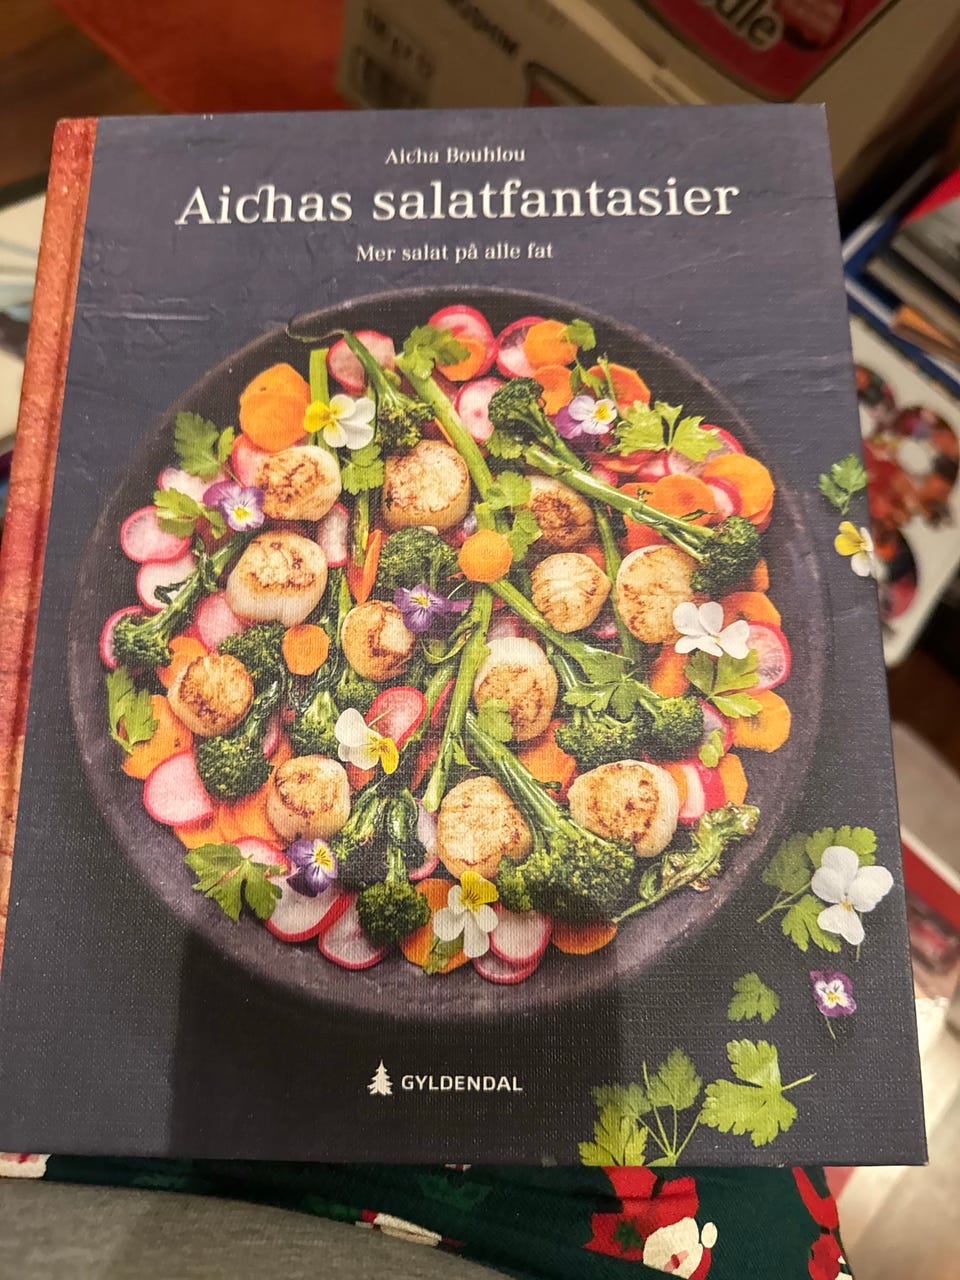 Aicha Bouhlou
Aichas salatfantasier
Mer salat på alle fat
GYLDENDAL